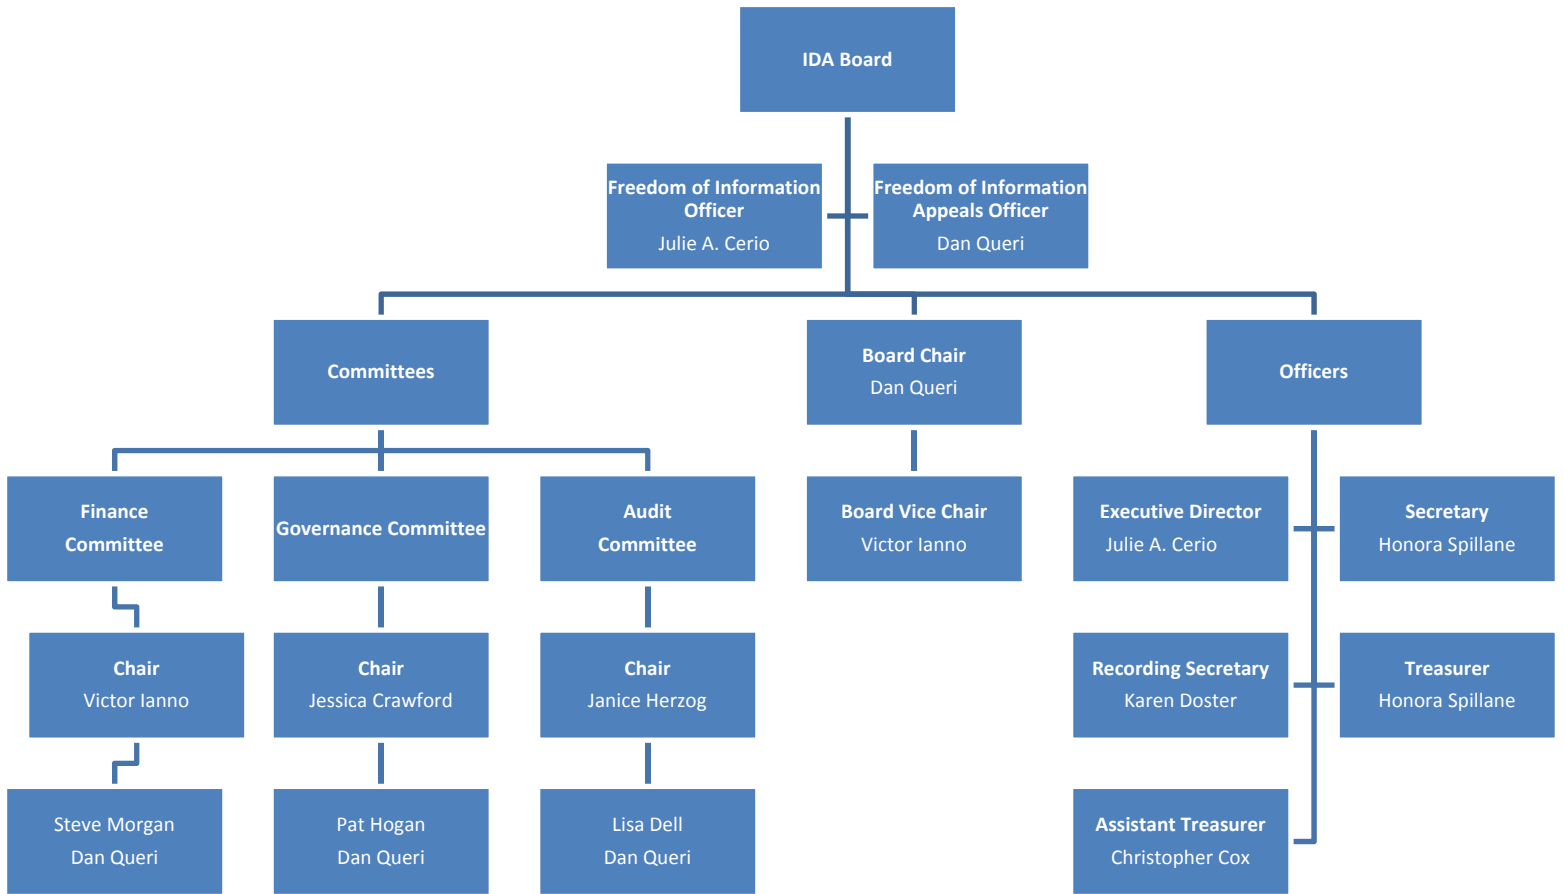 IDA Board
Freedom of Information
Officer
Julie A. Cerio
Freedom of Information
Appeals Officer
Dan Queri
Committees
Board Chair
Dan Queri
Officers
Finance
Committee
Governance Committee
Audit
Committee
Board Vice Chair
Victor Ianno
Executive Director
Julie A. Cerio
Secretary
Honora Spillane
Chair
Victor Ianno
Chair
Jessica Crawford
Chair
Janice Herzog
Recording Secretary
Karen Doster
Treasurer
Honora Spillane
Steve Morgan
Dan Queri
Pat Hogan
Dan Queri
Lisa Dell
Dan Queri
Assistant Treasurer
Christopher Cox